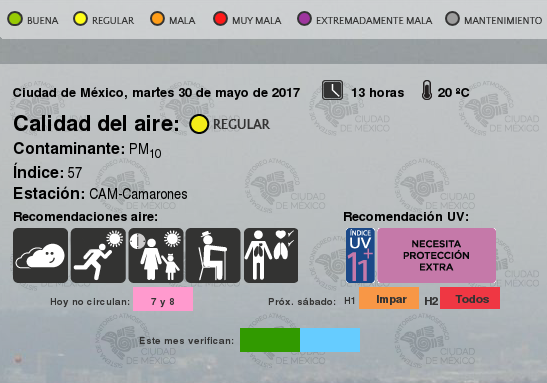 BUENA REGULAR MALA MUY MALA EXTREMADAMENTE MALA MANTENIMIENTO
Ciudad de México, martes 30 de mayo de 2017 13 horas 20 ºC
Calidad del aire: REGULAR
Contaminante: PM10
Índice: 57
Estación: CAM-Camarones
Recomendaciones aire: Recomendación UV:
ÍNDICE UV 11+ NECESITA PROTECCIÓN EXTRA
Hoy no circulan: 7 y 8 Próx. sábado: H1 Impar H2 Todos
Este mes verifican: